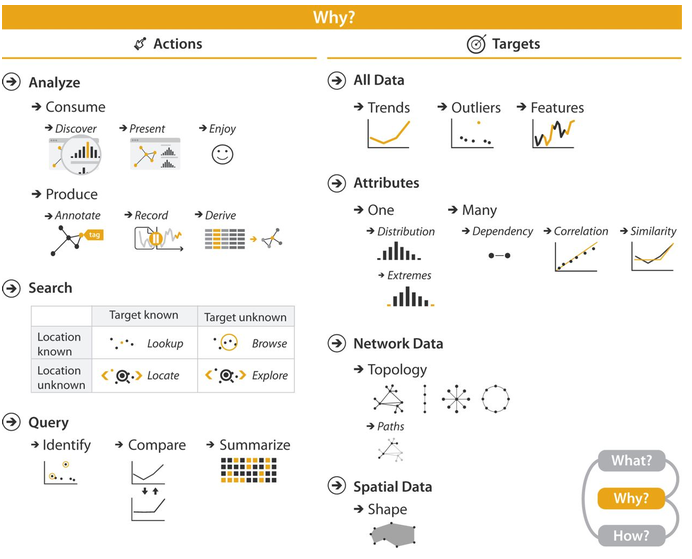 Why?
Actions
Analyze
Consume
Discover
Present
Enjoy
Produce
Annotate
Record
Derive
tag
Search
Target known
Target unknown
Location known
Lookup
Browse
Location unknown
Locate
Explore
Query
Identify
Compare
Summarize
Targets
All Data
Trends
Outliers
Features
Attributes
One
Many
Distribution
Dependency
Correlation
Similarity
Extremes
Network Data
Topology
Paths
Spatial Data
Shape
What?
Why?
How?